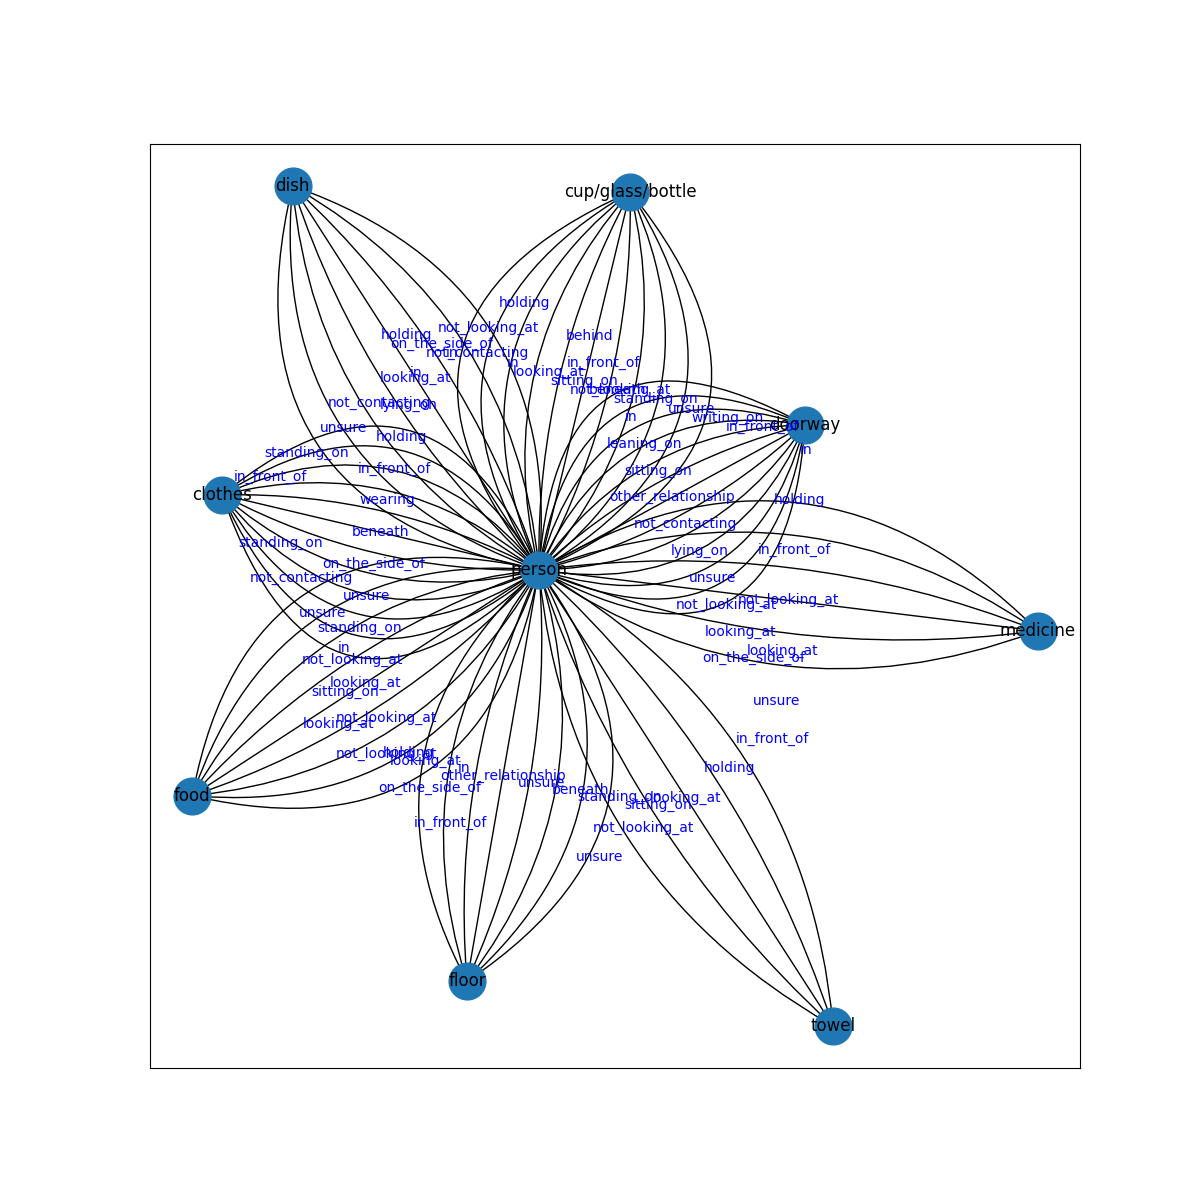 dish
cup/glass/bottle
holding
not_looking_at
holding
behind
on_the_side_of
not_contacting
in
in
in_front_of
in
looking_at
looking_at
sitting_on
not_looking_at
beneath
standing_on
not_contacting
lying_on
unsure
writing_on
in
doorway
in_front_of
unsure
holding
leaning_on
in
standing_on
in_front_of
sitting_on
in_front_of
clothes
wearing
other_relationship
holding
not_contacting
beneath
standing_on
lying_on
in_front_of
on_the_side_of
person
not_contacting
unsure
unsure
not_looking_at
not_looking_at
unsure
standing_on
looking_at
medicine
in
looking_at
not_looking_at
on_the_side_of
looking_at
sitting_on
unsure
not_looking_at
looking_at
in_front_of
not_looking_at
holding
looking_at
in
holding
other_relationship
unsure
on_the_side_of
beneath
food
standing_on
looking_at
sitting_on
in_front_of
not_looking_at
unsure
floor
towel